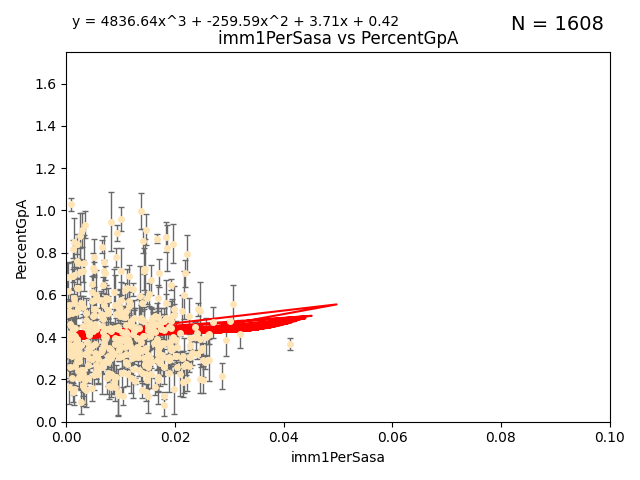 y = 4836.64x^3 + -259.59x^2 + 3.71x + 0.42
N = 1608
imm1PerSasa vs PercentGpA
1.6
1.4
1.2
1.0
0.8
0.6
0.4
0.2
0.0
PercentGpA
0.00 0.02 0.04 0.06 0.08 0.10
imm1PerSasa